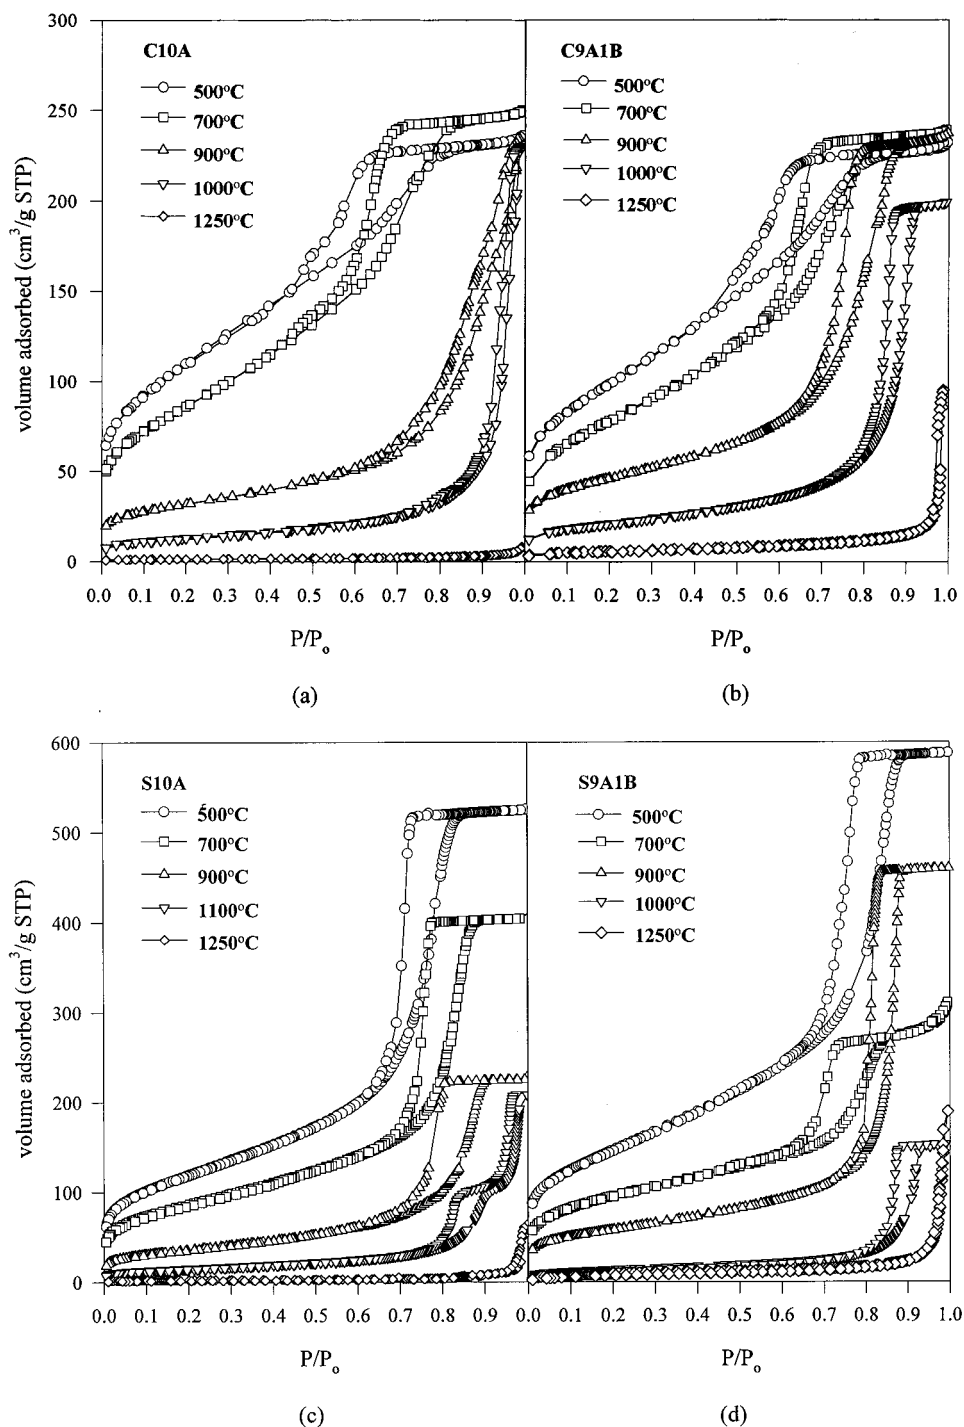 300
250
200
150
100
50
0
volume adsorbed (cm³/g STP)
C10A
500°C
700°C
900°C
1000°C
1250°C
0.0 0.1 0.2 0.3 0.4 0.5 0.6 0.7 0.8 0.9 0.0
P/Po
(a)
C9A1B
500°C
700°C
900°C
1000°C
1250°C
0.1 0.2 0.3 0.4 0.5 0.6 0.7 0.8 0.9 1.0
P/Po
(b)
600
500
400
300
200
100
0
volume adsorbed (cm³/g STP)
S10A
500°C
700°C
900°C
1100°C
1250°C
0.0 0.1 0.2 0.3 0.4 0.5 0.6 0.7 0.8 0.9
P/Po
(c)
S9A1B
500°C
700°C
900°C
1000°C
1250°C
0.0 0.1 0.2 0.3 0.4 0.5 0.6 0.7 0.8 0.9 1.0
P/Po
(d)